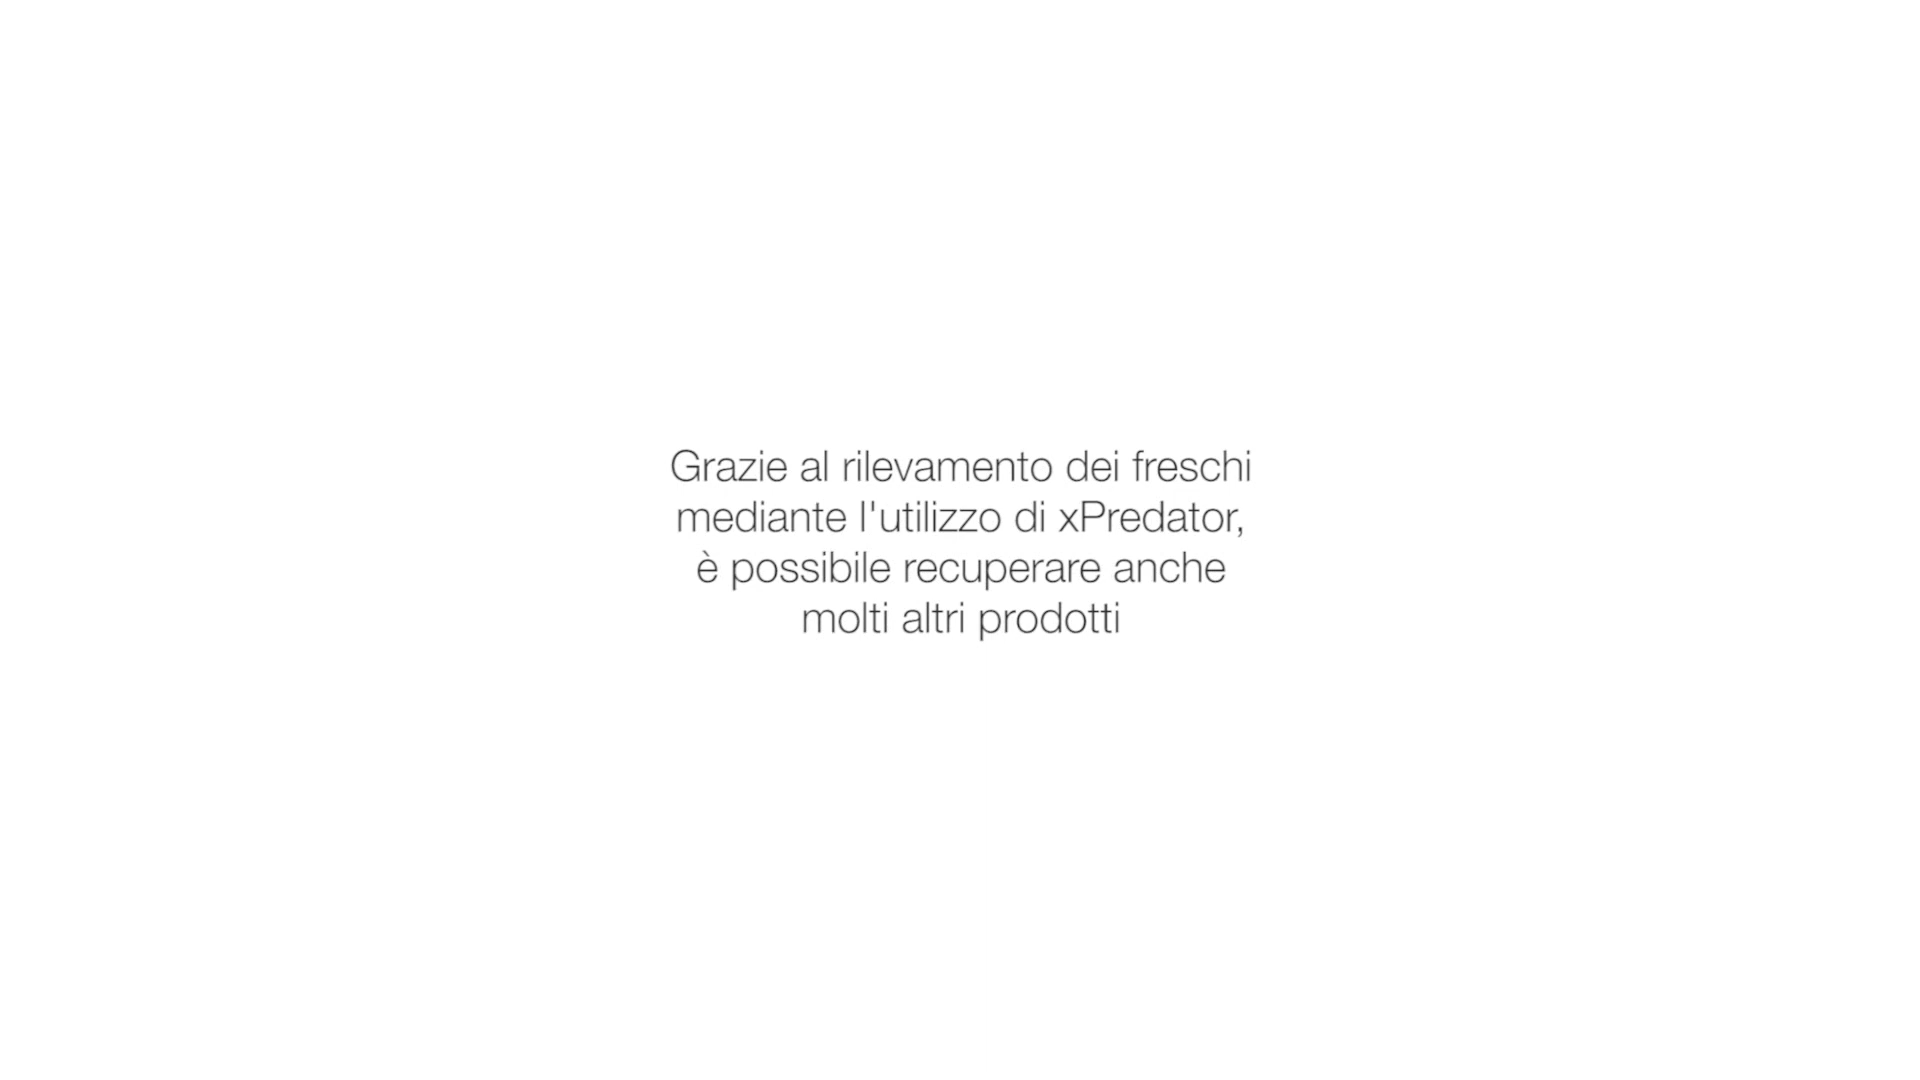 Grazie al rilevamento dei freschi
mediante l'utilizzo di xPredator,
è possibile recuperare anche
molti altri prodotti